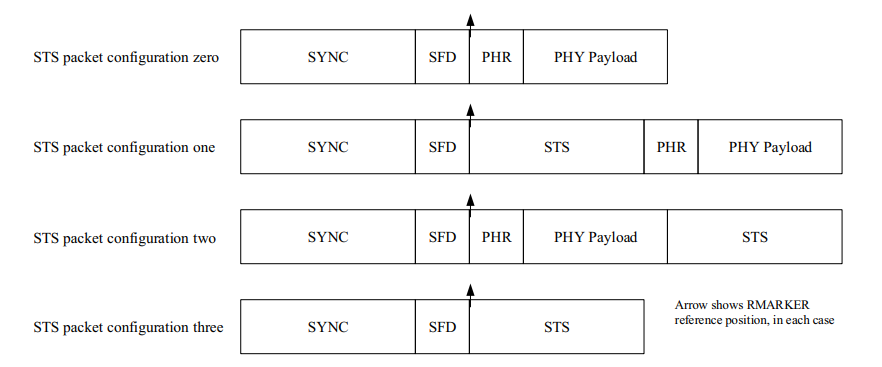 STS packet configuration zero SYNC SFD PHR PHY Payload
STS packet configuration one SYNC SFD STS PHR PHY Payload
STS packet configuration two SYNC SFD PHR PHY Payload STS
STS packet configuration three SYNC SFD STS
Arrow shows RMARKER
reference position, in each case